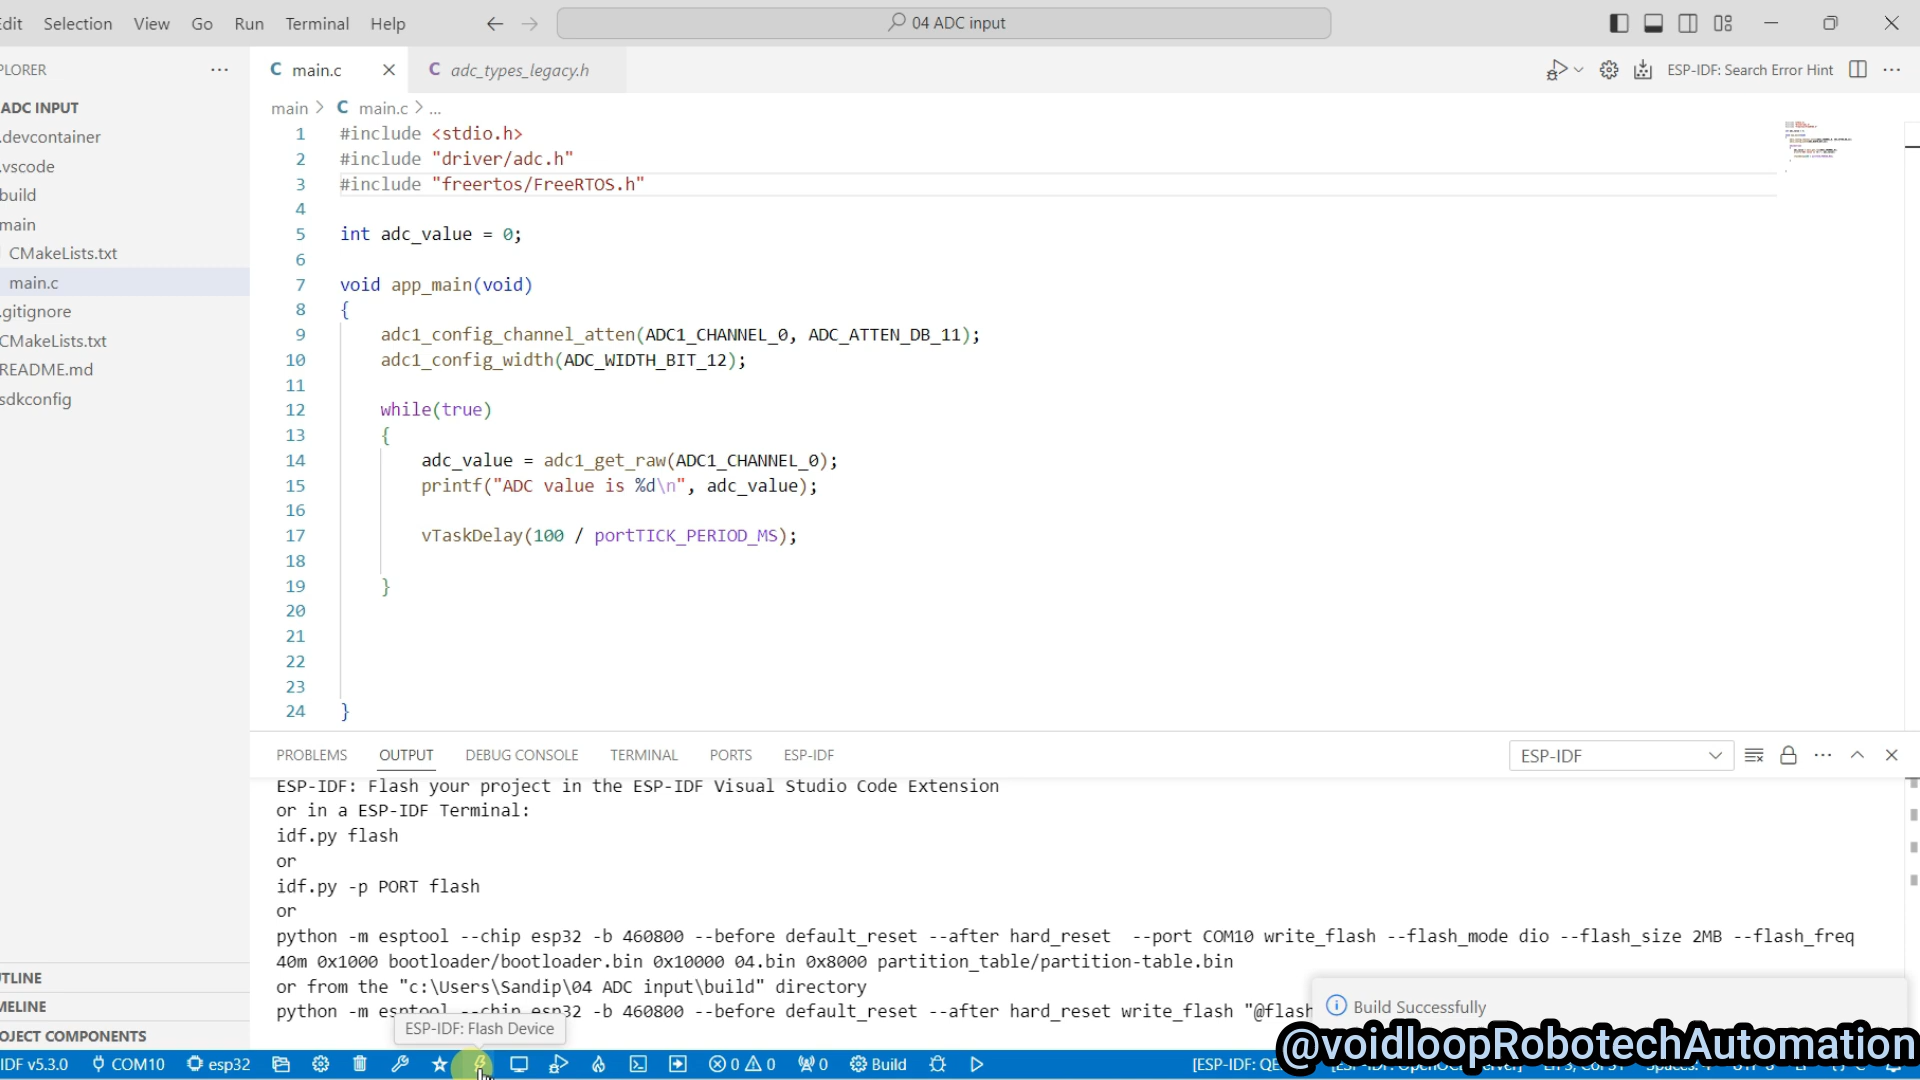 Edit Selection View Go Run Terminal Help
04 ADC input
PLORER
main.c
adc_types_legacy.h
ESP-IDF: Search Error Hint
ADC INPUT
.devcontainer
.vscode
build
main
CMakeLists.txt
main.c
.gitignore
CMakeLists.txt
README.md
sdkconfig
UTLINE
MELINE
OJECT COMPONENTS
main > C main.c > ...
1 #include <stdio.h>
2 #include "driver/adc.h"
3 #include "freertos/FreeRTOS.h"
4
5 int adc_value = 0;
6
7 void app_main(void)
8 {
9 adc1_config_channel_atten(ADC1_CHANNEL_0, ADC_ATTEN_DB_11);
10 adc1_config_width(ADC_WIDTH_BIT_12);
11
12 while(true)
13 {
14 adc_value = adc1_get_raw(ADC1_CHANNEL_0);
15 printf("ADC value is %d\n", adc_value);
16
17 vTaskDelay(100 / portTICK_PERIOD_MS);
18
19 }
20
21
22
23
24 }
PROBLEMS OUTPUT DEBUG CONSOLE TERMINAL PORTS ESP-IDF
ESP-IDF
ESP-IDF: Flash your project in the ESP-IDF Visual Studio Code Extension
or in a ESP-IDF Terminal:
idf.py flash
or
idf.py -p PORT flash
or
python -m esptool --chip esp32 -b 460800 --before default_reset --after hard_reset --port COM10 write_flash --flash_mode dio --flash_size 2MB --flash_freq
40m 0x1000 bootloader/bootloader.bin 0x10000 04.bin 0x8000 partition_table/partition-table.bin
or from the "c:\Users\Sandip\04 ADC input\build" directory
python -m esptool --chip esp32 -b 460800 --before default_reset --after hard_reset write_flash "@flash
Build Successfully
ESP-IDF: Flash Device
@voidloopRobotechAutomation
IDF v5.3.0 COM10 esp32 0 0 0 Build [ESP-IDF: QE